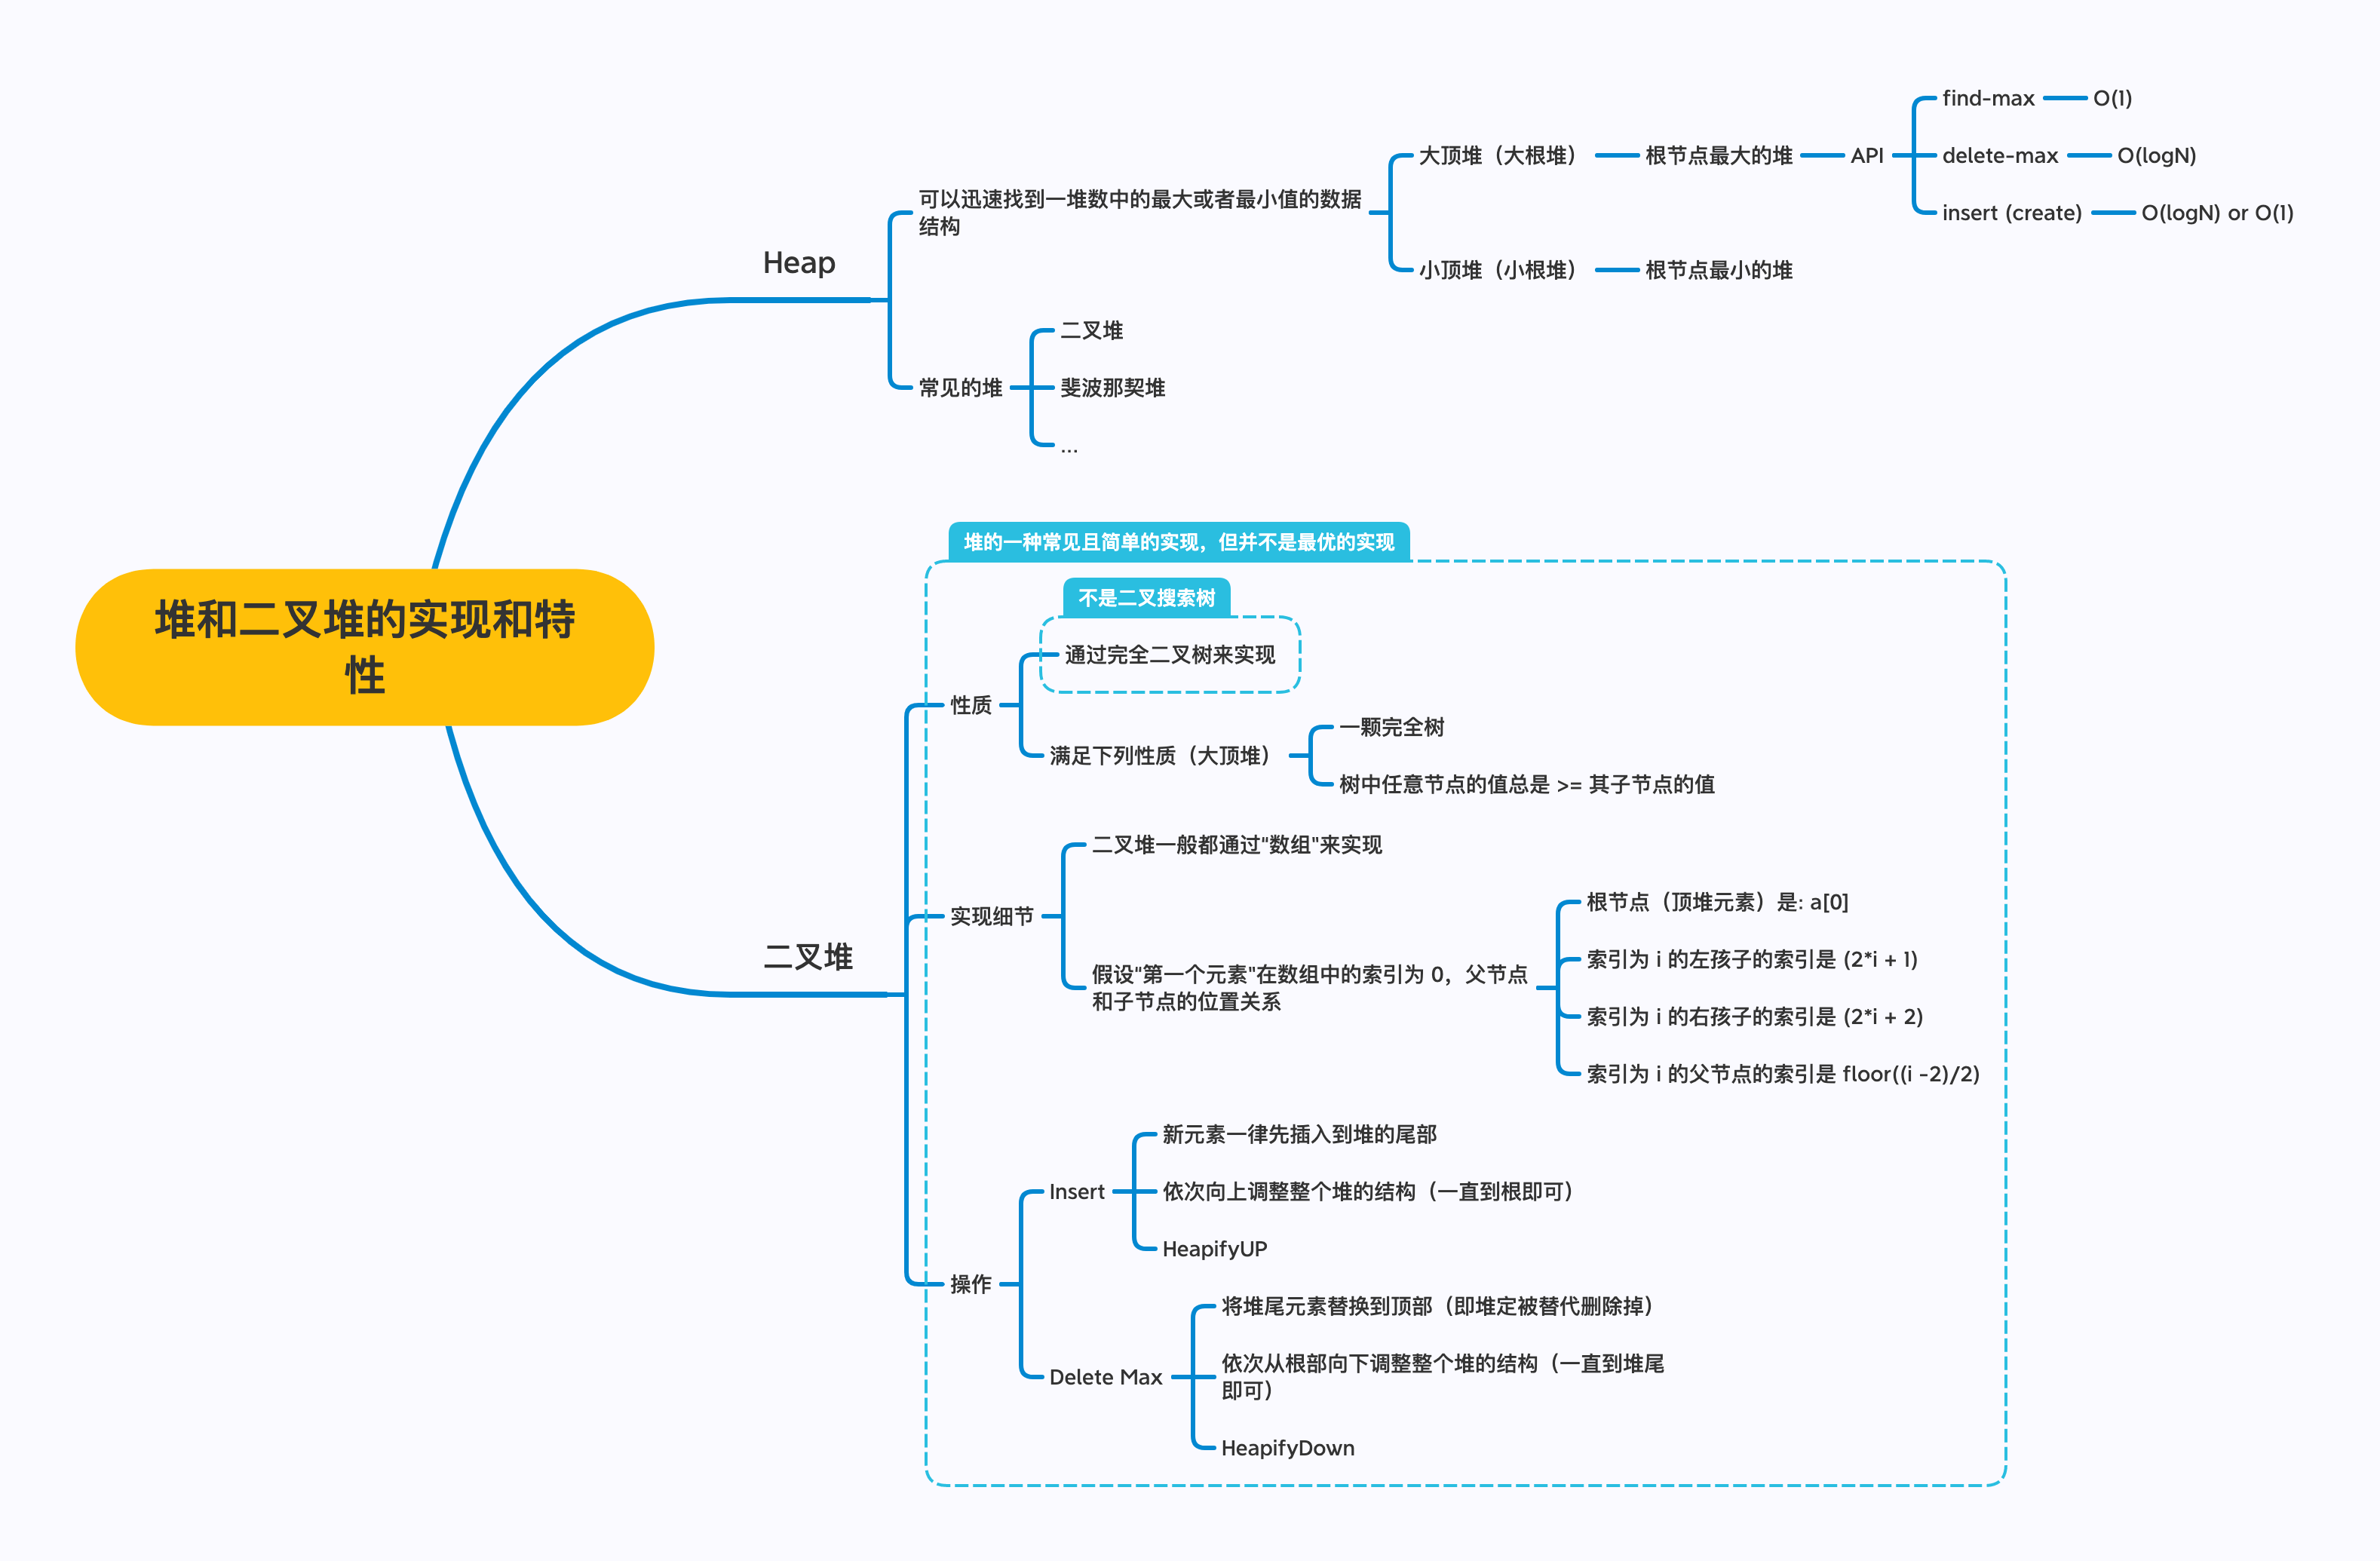 堆和二叉堆的实现和特
性
Heap
可以迅速找到一堆数中的最大或者最小值的数据
结构
大顶堆（大根堆）
根节点最大的堆
API
find-max
O(1)
delete-max
O(logN)
insert (create)
O(logN) or O(1)
小顶堆（小根堆）
根节点最小的堆
常见的堆
二叉堆
斐波那契堆
...
二叉堆
堆的一种常见且简单的实现，但并不是最优的实现
性质
不是二叉搜索树
通过完全二叉树来实现
满足下列性质（大顶堆）
一颗完全树
树中任意节点的值总是 >= 其子节点的值
实现细节
二叉堆一般都通过“数组”来实现
假设“第一个元素”在数组中的索引为 0，父节点
和子节点的位置关系
根节点（顶堆元素）是: a[0]
索引为 i 的左孩子的索引是 (2*i + 1)
索引为 i 的右孩子的索引是 (2*i + 2)
索引为 i 的父节点的索引是 floor((i -2)/2)
操作
Insert
新元素一律先插入到堆的尾部
依次向上调整整个堆的结构（一直到根即可）
HeapifyUP
Delete Max
将堆尾元素替换到顶部（即堆定被替代删除掉）
依次从根部向下调整整个堆的结构（一直到堆尾
即可）
HeapifyDown